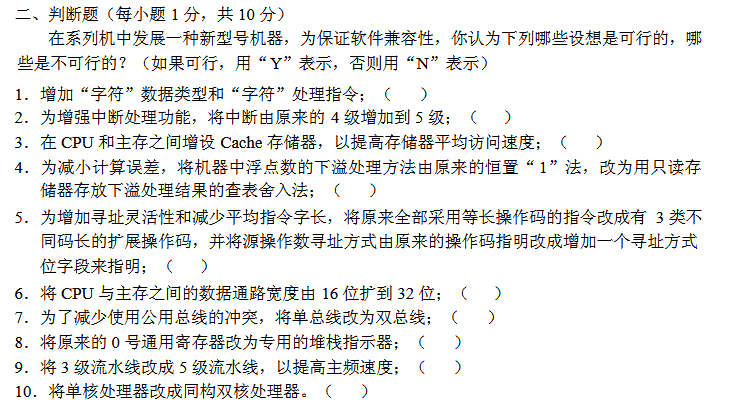 二、判断题（每小题 1 分，共 10 分）
在系列机中发展一种新型号机器，为保证软件兼容性，你认为下列哪些设想是可行的，哪
些是不可行的？（如果可行，用“Y”表示，否则用“N”表示）
1．增加“字符”数据类型和“字符”处理指令；（ ）
2．为增强中断处理功能，将中断由原来的 4 级增加到 5 级；（ ）
3．在 CPU 和主存之间增设 Cache 存储器，以提高存储器平均访问速度；（ ）
4．为减小计算误差，将机器中浮点数的下溢处理方法由原来的恒置“1”法，改为用只读存
储器存放下溢处理结果的查表舍入法；（ ）
5．为增加寻址灵活性和减少平均指令字长，将原来全部采用等长操作码的指令改成有 3 类不
同码长的扩展操作码，并将源操作数寻址方式由原来的操作码指明改成增加一个寻址方式
位字段来指明；（ ）
6．将 CPU 与主存之间的数据通路宽度由 16 位扩到 32 位；（ ）
7．为了减少使用公用总线的冲突，将单总线改为双总线；（ ）
8．将原来的 0 号通用寄存器改为专用的堆栈指示器；（ ）
9．将 3 级流水线改成 5 级流水线，以提高主频速度；（ ）
10．将单核处理器改成同构双核处理器。（ ）